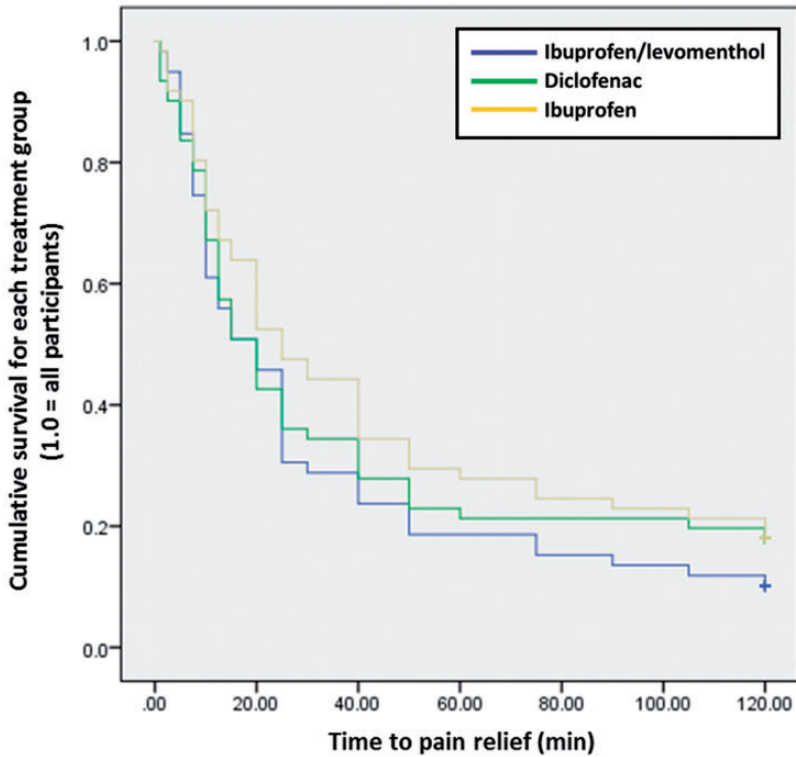 Ibuprofen/levomenthol
Diclofenac
Ibuprofen
Cumulative survival for each treatment group
(1.0 = all participants)
1.0
0.8
0.6
0.4
0.2
0.0
.00 20.00 40.00 60.00 80.00 100.00 120.00
Time to pain relief (min)